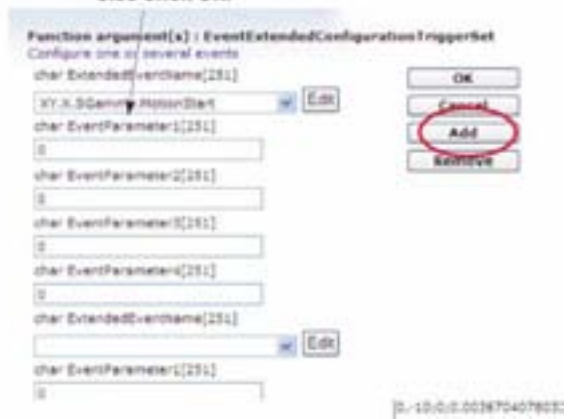 Function argument(s) : EventExtendedConfigurationTriggerSet
Configure one or several events
char ExtendedEventName[251]
XY.X.SGamma.MotionStart
Edit
OK
Cancel
Add
Remove
char EventParameter1[251]
0
char EventParameter2[251]
0
char EventParameter3[251]
0
char EventParameter4[251]
0
char ExtendedEventName[251]
Edit
char EventParameter1[251]
0